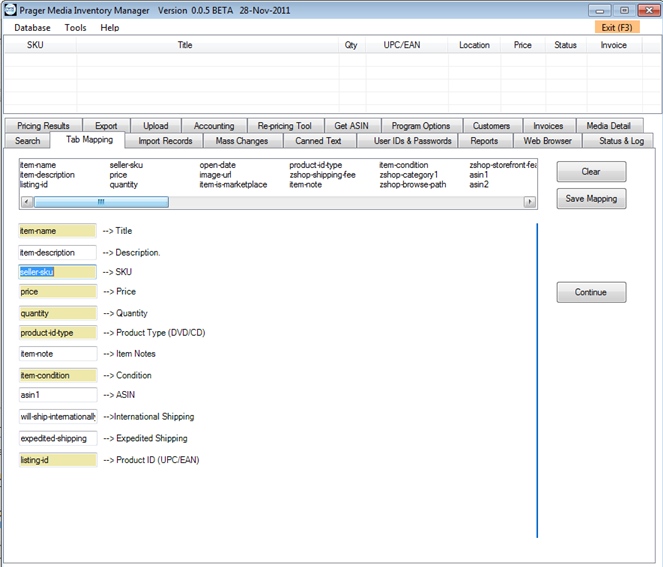 Prager Media Inventory Manager Version 0.0.5 BETA 28-Nov-2011
Database Tools Help Exit (F3)
SKU Title Qty UPC/EAN Location Price Status Invoice
Pricing Results Export Upload Accounting Re-pricing Tool Get ASIN Program Options Customers Invoices Media Detail
Search Tab Mapping Import Records Mass Changes Canned Text User IDs & Passwords Reports Web Browser Status & Log
item-name seller-sku open-date product-id-type item-condition zshop-storefront-fea
item-description price image-url zshop-shipping-fee zshop-category1 asin1
listing-id quantity item-is-marketplace item-note zshop-browse-path asin2
Clear
Save Mapping
item-name --> Title
item-description --> Description.
seller-sku --> SKU
price --> Price
Continue
quantity --> Quantity
product-id-type --> Product Type (DVD/CD)
item-note --> Item Notes
item-condition --> Condition
asin1 --> ASIN
will-ship-internationally -->International Shipping
expedited-shipping --> Expedited Shipping
listing-id --> Product ID (UPC/EAN)